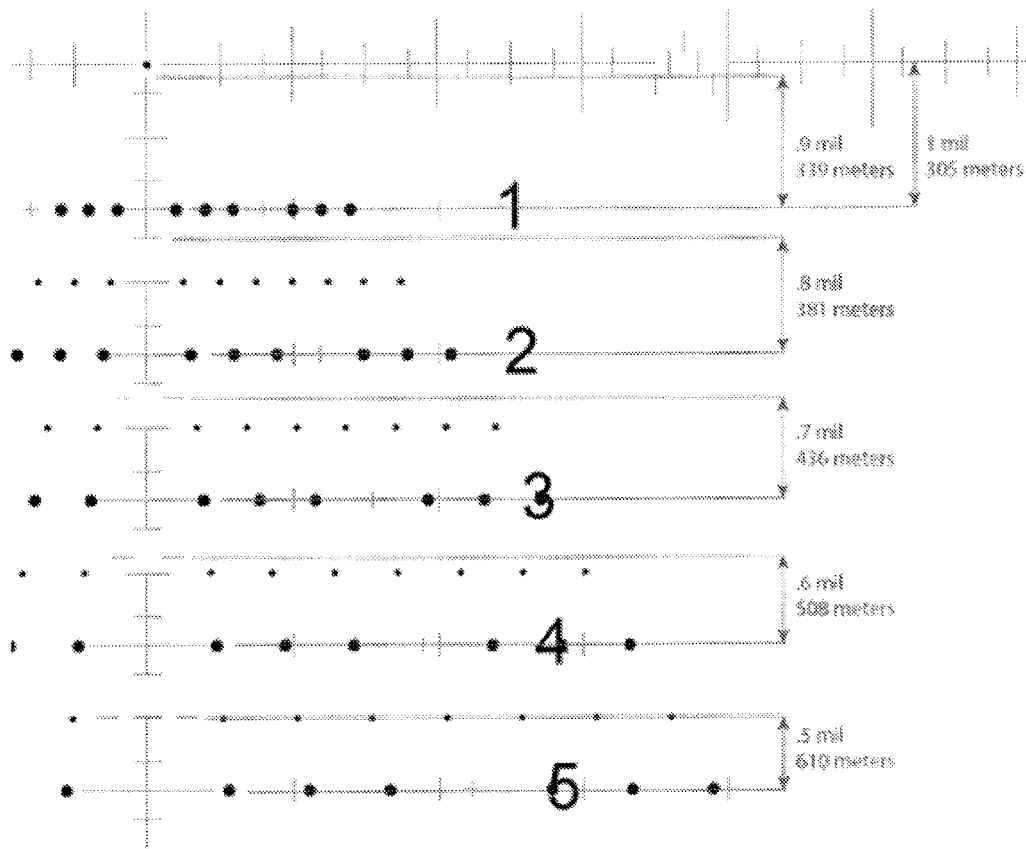 .9 mil
339 meters
1 mil
305 meters
1
.8 mil
381 meters
2
.7 mil
436 meters
3
.6 mil
508 meters
4
.5 mil
610 meters
5